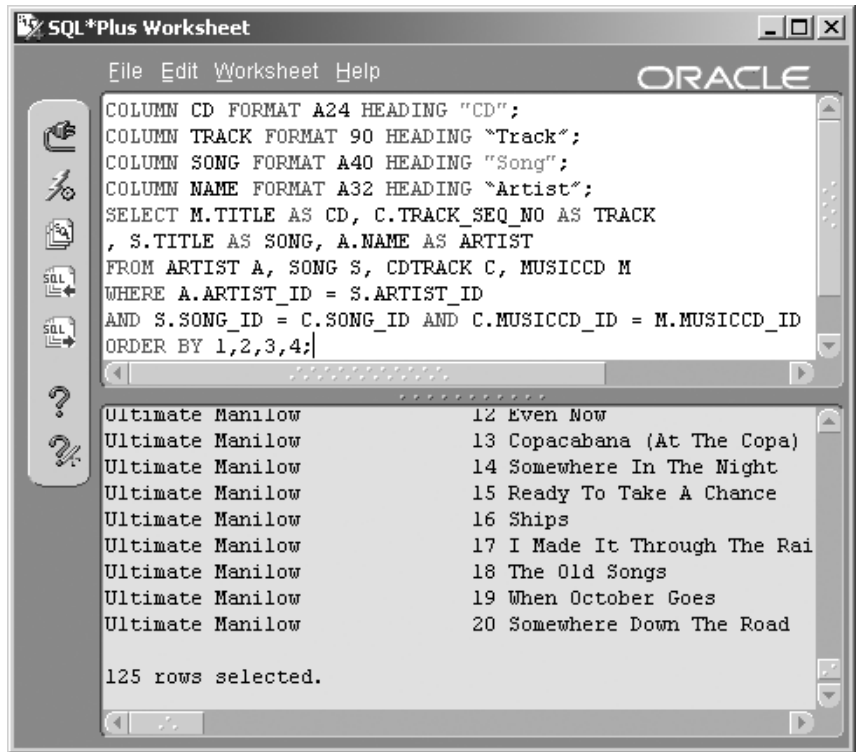 SQL*Plus Worksheet
File Edit Worksheet Help
ORACLE
COLUMN CD FORMAT A24 HEADING "CD";
COLUMN TRACK FORMAT 90 HEADING "Track";
COLUMN SONG FORMAT A40 HEADING "Song";
COLUMN NAME FORMAT A32 HEADING "Artist";
SELECT M.TITLE AS CD, C.TRACK_SEQ_NO AS TRACK
, S.TITLE AS SONG, A.NAME AS ARTIST
FROM ARTIST A, SONG S, CDTRACK C, MUSICCD M
WHERE A.ARTIST_ID = S.ARTIST_ID
AND S.SONG_ID = C.SONG_ID AND C.MUSICCD_ID = M.MUSICCD_ID
ORDER BY 1,2,3,4;
SQL
SQL
Ultimate Manilow 12 Even Now
Ultimate Manilow 13 Copacabana (At The Copa)
Ultimate Manilow 14 Somewhere In The Night
Ultimate Manilow 15 Ready To Take A Chance
Ultimate Manilow 16 Ships
Ultimate Manilow 17 I Made It Through The Rai
Ultimate Manilow 18 The Old Songs
Ultimate Manilow 19 When October Goes
Ultimate Manilow 20 Somewhere Down The Road
125 rows selected.